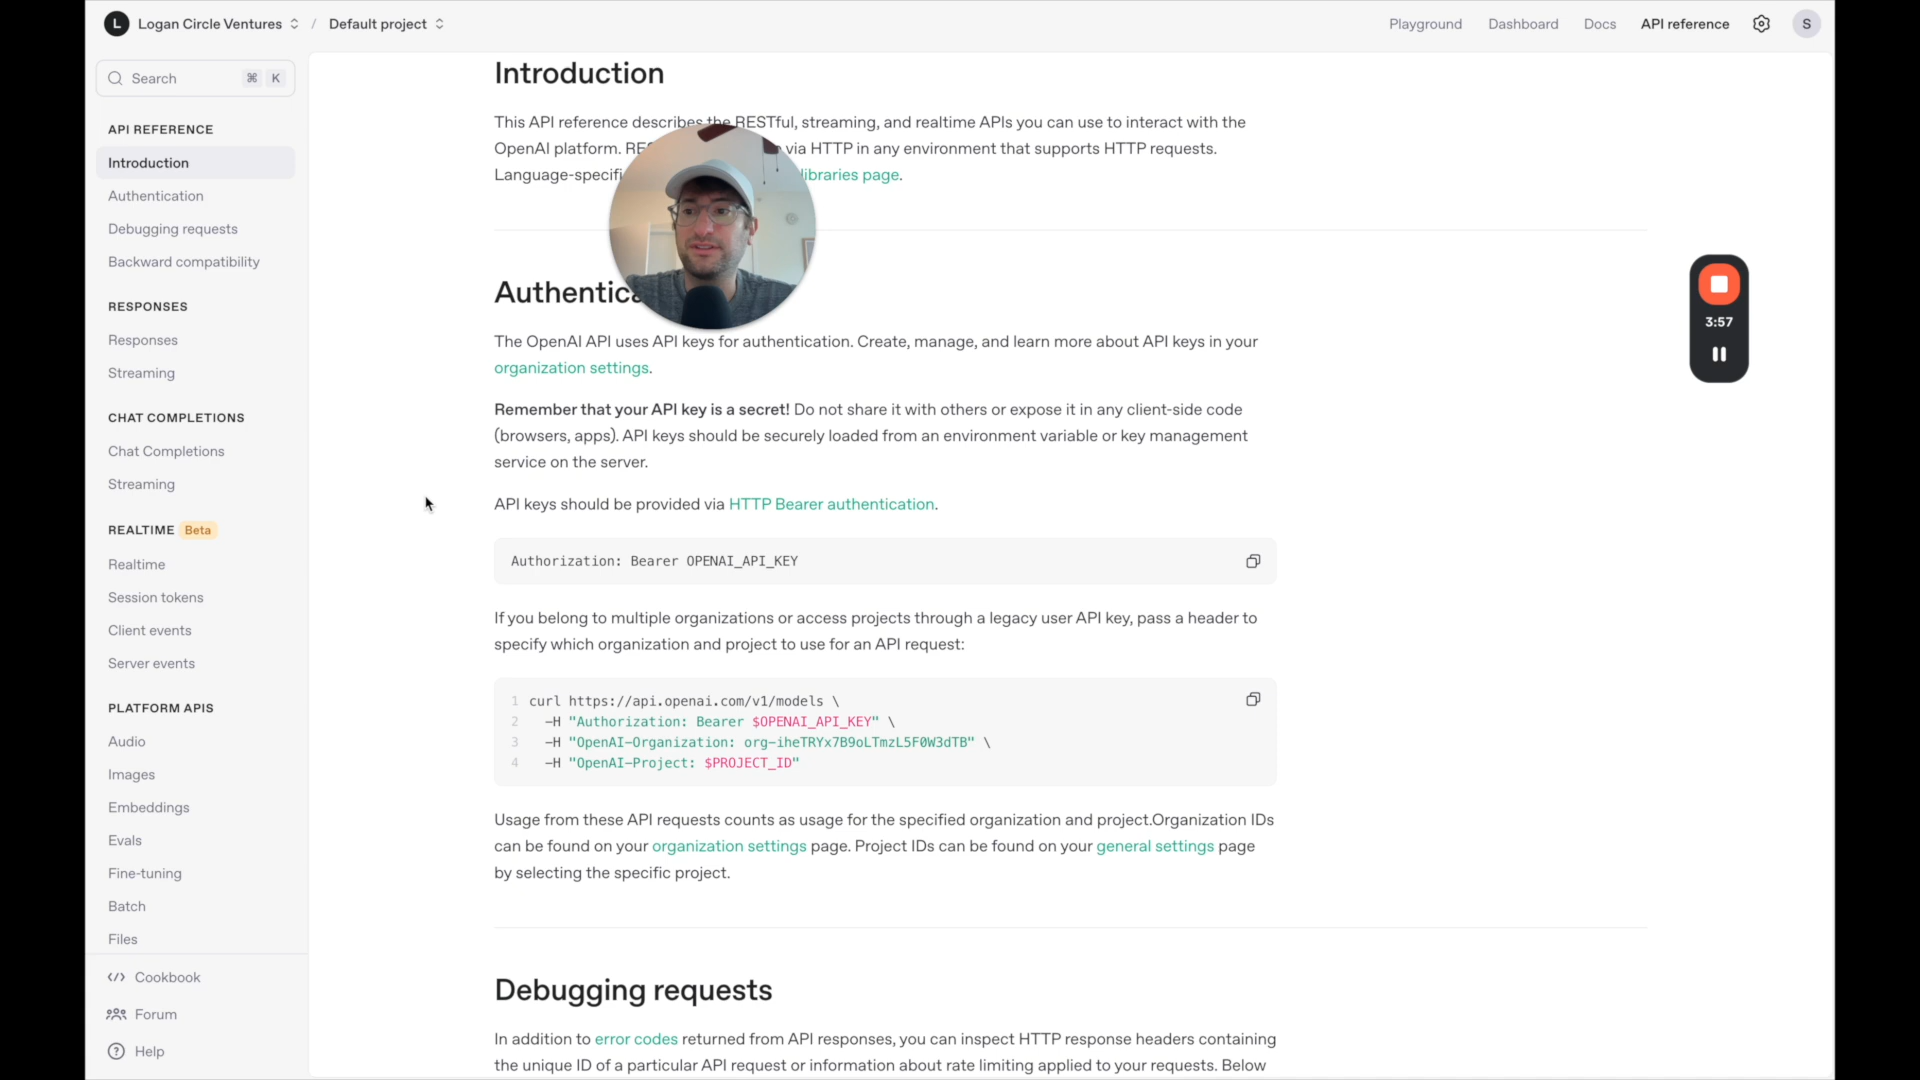 L Logan Circle Ventures / Default project
Playground Dashboard Docs API reference S
Search ⌘ K
API REFERENCE
Introduction
Authentication
Debugging requests
Backward compatibility
RESPONSES
Responses
Streaming
CHAT COMPLETIONS
Chat Completions
Streaming
REALTIME Beta
Realtime
Session tokens
Client events
Server events
PLATFORM APIS
Audio
Images
Embeddings
Evals
Fine-tuning
Batch
Files
Cookbook
Forum
Help
Introduction
This API reference describes the RESTful, streaming, and realtime APIs you can use to interact with the
OpenAI platform. via HTTP in any environment that supports HTTP requests.
libraries page.
Authentica
The OpenAI API uses API keys for authentication. Create, manage, and learn more about API keys in your
organization settings.
Remember that your API key is a secret! Do not share it with others or expose it in any client-side code
(browsers, apps). API keys should be securely loaded from an environment variable or key management
service on the server.
API keys should be provided via HTTP Bearer authentication.
Authorization: Bearer OPENAI_API_KEY
If you belong to multiple organizations or access projects through a legacy user API key, pass a header to
specify which organization and project to use for an API request:
1 curl https://api.openai.com/v1/models \
2 -H "Authorization: Bearer $OPENAI_API_KEY" \
3 -H "OpenAI-Organization: org-iheTRYx7B9oLTmzL5F0W3dTB" \
4 -H "OpenAI-Project: $PROJECT_ID"
Usage from these API requests counts as usage for the specified organization and project.Organization IDs
can be found on your organization settings page. Project IDs can be found on your general settings page
by selecting the specific project.
Debugging requests
In addition to error codes returned from API responses, you can inspect HTTP response headers containing
the unique ID of a particular API request or information about rate limiting applied to your requests. Below
3:57